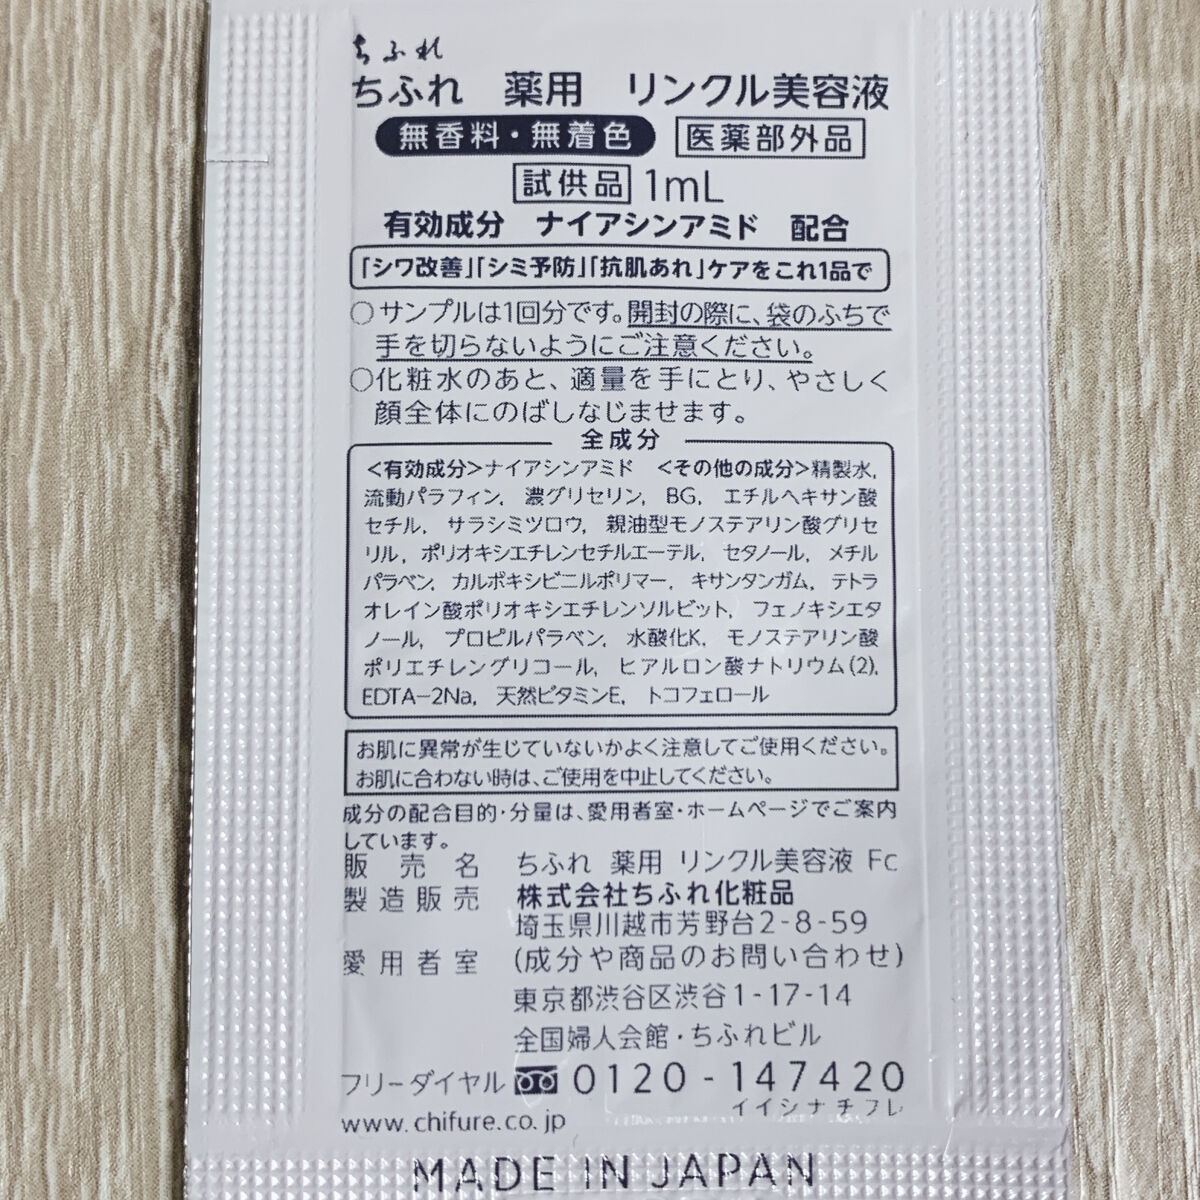 ちふれ
ちふれ 薬用 リンクル美容液
無香料・無着色 医薬部外品
試供品 1mL
有効成分 ナイアシンアミド 配合
「シワ改善」「シミ予防」「抗肌あれ」ケアをこれ1品で
○サンプルは1回分です。開封の際に、袋のふちで
手を切らないようにご注意ください。
○化粧水のあと、適量を手にとり、やさしく
顔全体にのばしなじませます。
全成分
<有効成分>ナイアシンアミド <その他の成分>精製水,
流動パラフィン, 濃グリセリン, BG, エチルヘキサン酸
セチル, サラシミツロウ, 親油型モノステアリン酸グリセ
リル, ポリオキシエチレンセチルエーテル, セタノール, メチル
パラベン, カルボキシビニルポリマー, キサンタンガム, テトラ
オレイン酸ポリオキシエチレンソルビット, フェノキシエタ
ノール, プロピルパラベン, 水酸化K, モノステアリン酸
ポリエチレングリコール, ヒアルロン酸ナトリウム(2),
EDTA-2Na, 天然ビタミンE, トコフェロール
お肌に異常が生じていないかよく注意してご使用ください。
お肌に合わない時は、ご使用を中止してください。
成分の配合目的・分量は、愛用者室・ホームページでご案内
しています。
販売名 ちふれ 薬用 リンクル美容液 Fc
製造販売 株式会社ちふれ化粧品
埼玉県川越市芳野台2-8-59
愛用者室 (成分や商品のお問い合わせ)
東京都渋谷区渋谷1-17-14
全国婦人会館・ちふれビル
フリーダイヤル 0120-147420
イイシナチフレ
www.chifure.co.jp
MADE IN JAPAN